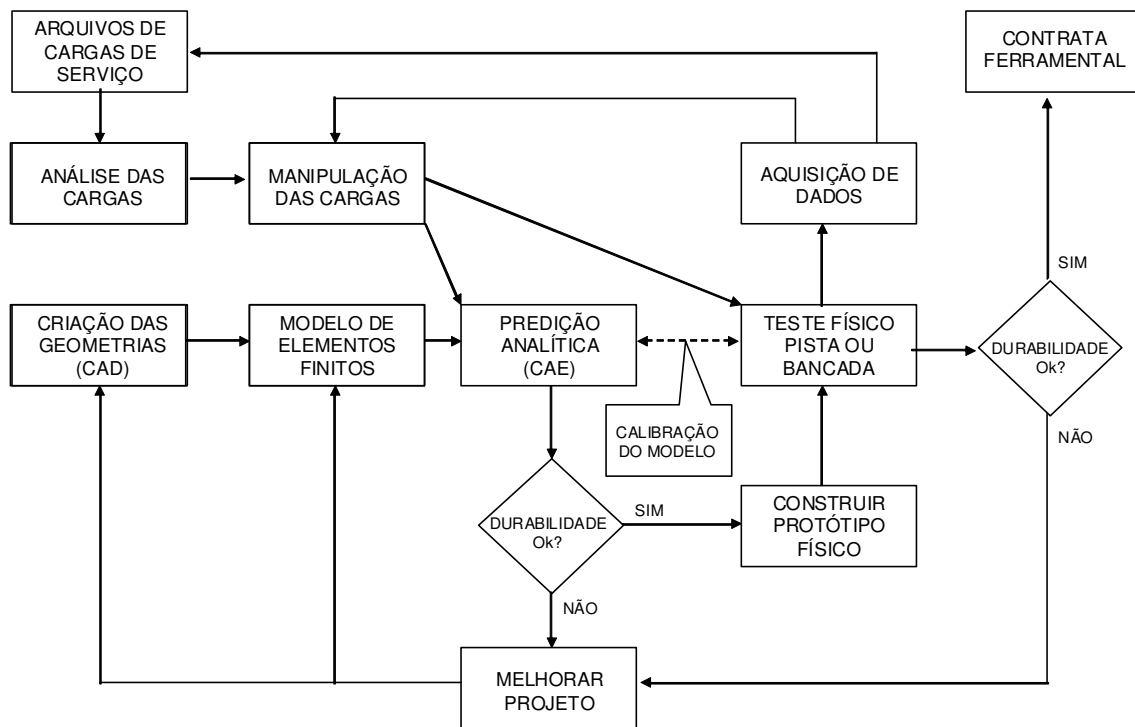 ARQUIVOS DE
CARGAS DE
SERVIÇO
CONTRATA
FERRAMENTAL
ANÁLISE DAS
CARGAS
MANIPULAÇÃO
DAS CARGAS
AQUISIÇÃO DE
DADOS
SIM
CRIAÇÃO DAS
GEOMETRIAS
(CAD)
MODELO DE
ELEMENTOS
FINITOS
PREDIÇÃO
ANALÍTICA
(CAE)
TESTE FÍSICO
PISTA OU
BANCADA
DURABILIDADE
Ok?
CALIBRAÇÃO
DO MODELO
NÃO
DURABILIDADE
Ok?
SIM
CONSTRUIR
PROTÓTIPO
FÍSICO
NÃO
MELHORAR
PROJETO